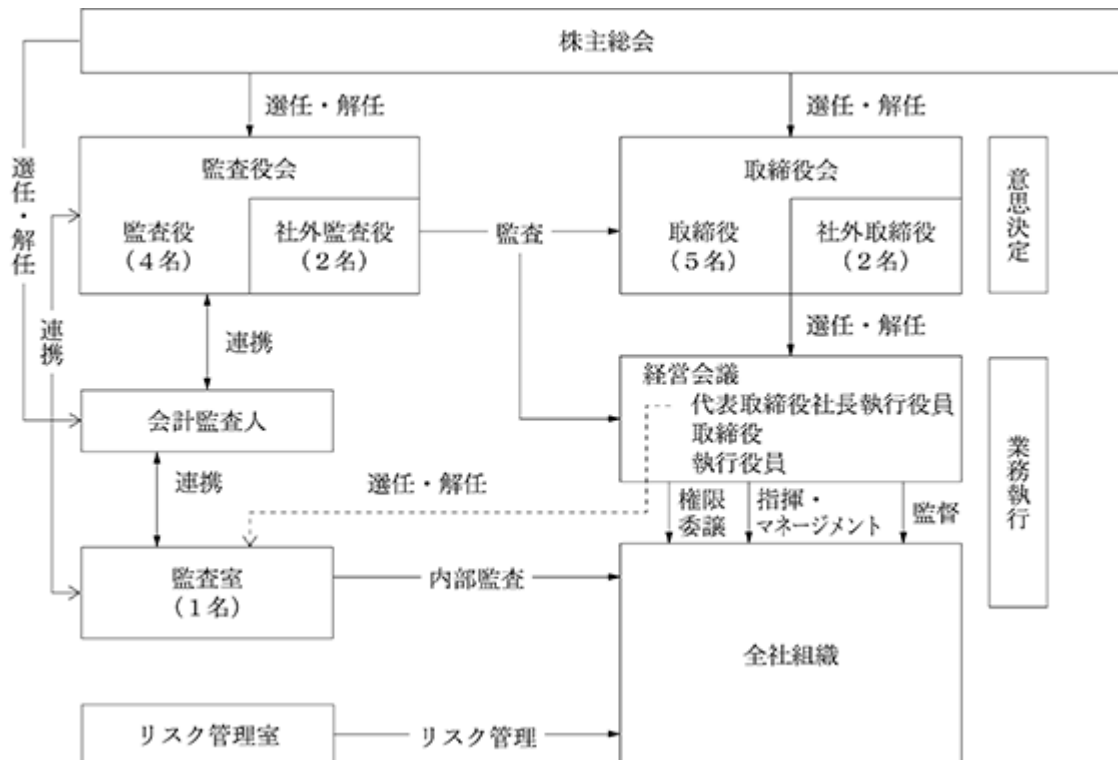 株主総会
選任・解任
選任・解任
選任・解任
監査役会
監査役
(4名)
社外監査役
(2名)
監査
取締役会
取締役
(5名)
社外取締役
(2名)
意思決定
連携
連携
選任・解任
経営会議
代表取締役社長執行役員
取締役
執行役員
業務執行
会計監査人
連携
選任・解任
権限
委譲
指揮・
マネージメント
監督
監査室
(1名)
内部監査
全社組織
リスク管理室
リスク管理